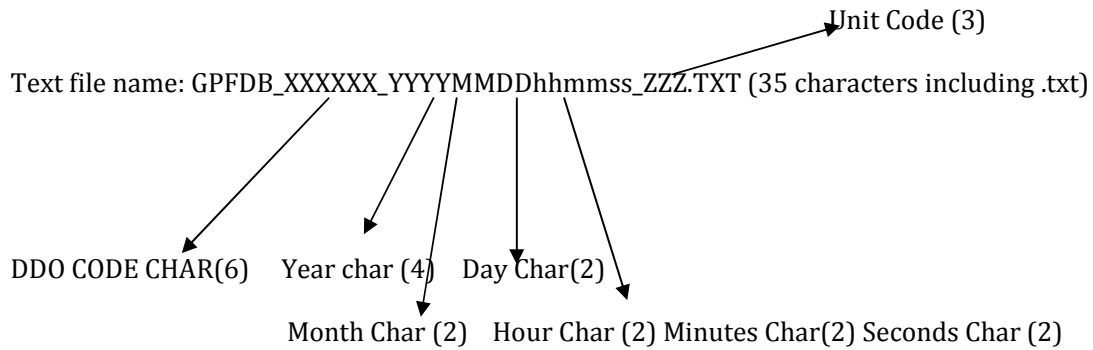 Unit Code (3)
Text file name: GPFDB_XXXXXX_YYYYMMDDhhmmss_ZZZ.TXT (35 characters including .txt)
DDO CODE CHAR(6) Year char (4) Day Char(2)
Month Char (2) Hour Char (2) Minutes Char(2) Seconds Char (2)